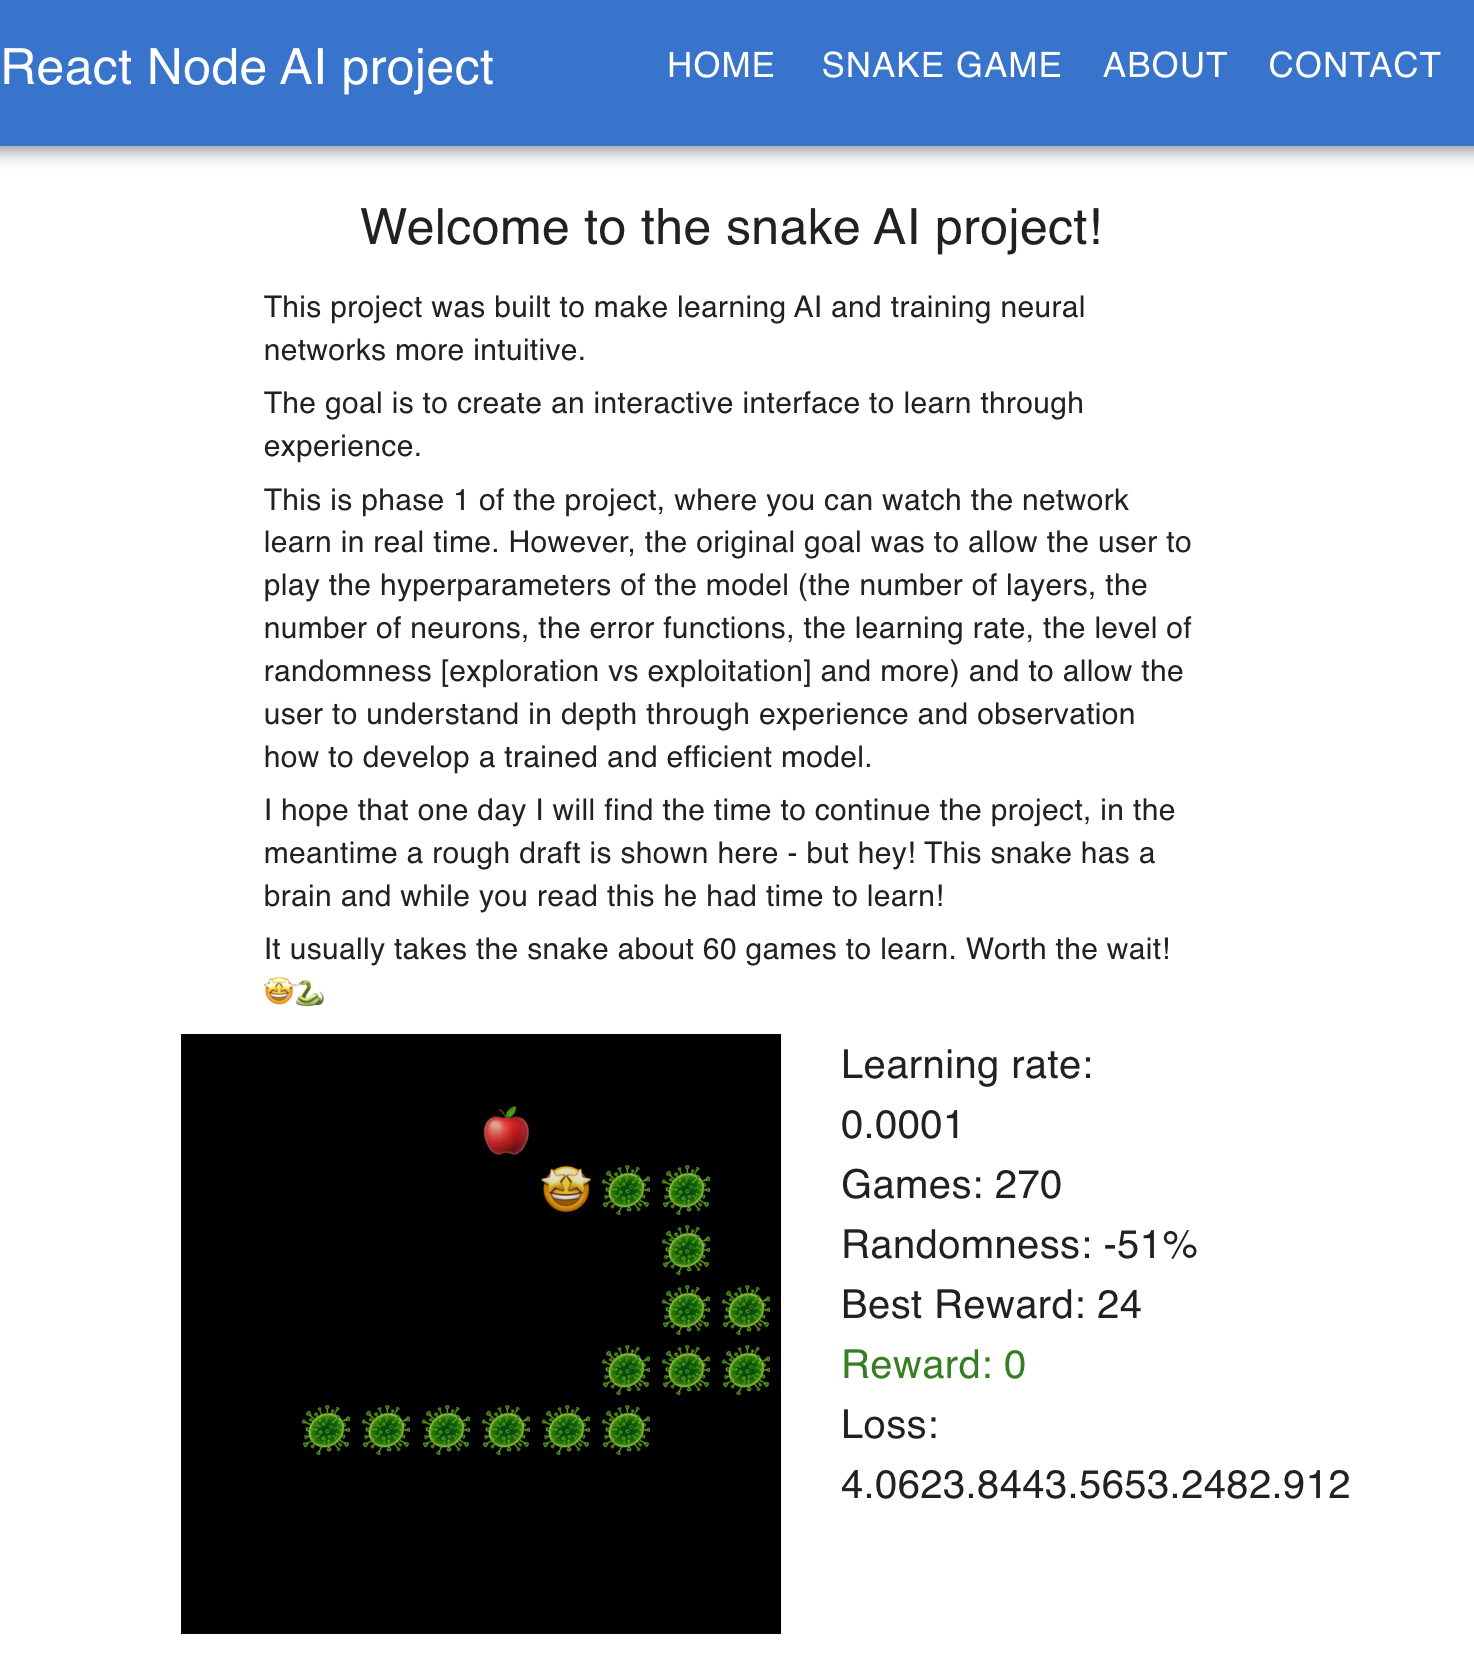 React Node AI project
HOME SNAKE GAME ABOUT CONTACT
Welcome to the snake AI project!
This project was built to make learning AI and training neural
networks more intuitive.
The goal is to create an interactive interface to learn through
experience.
This is phase 1 of the project, where you can watch the network
learn in real time. However, the original goal was to allow the user to
play the hyperparameters of the model (the number of layers, the
number of neurons, the error functions, the learning rate, the level of
randomness [exploration vs exploitation] and more) and to allow the
user to understand in depth through experience and observation
how to develop a trained and efficient model.
I hope that one day I will find the time to continue the project, in the
meantime a rough draft is shown here - but hey! This snake has a
brain and while you read this he had time to learn!
It usually takes the snake about 60 games to learn. Worth the wait!
🤩🐍
Learning rate:
0.0001
Games: 270
Randomness: -51%
Best Reward: 24
Reward: 0
Loss:
4.0623.8443.5653.2482.912